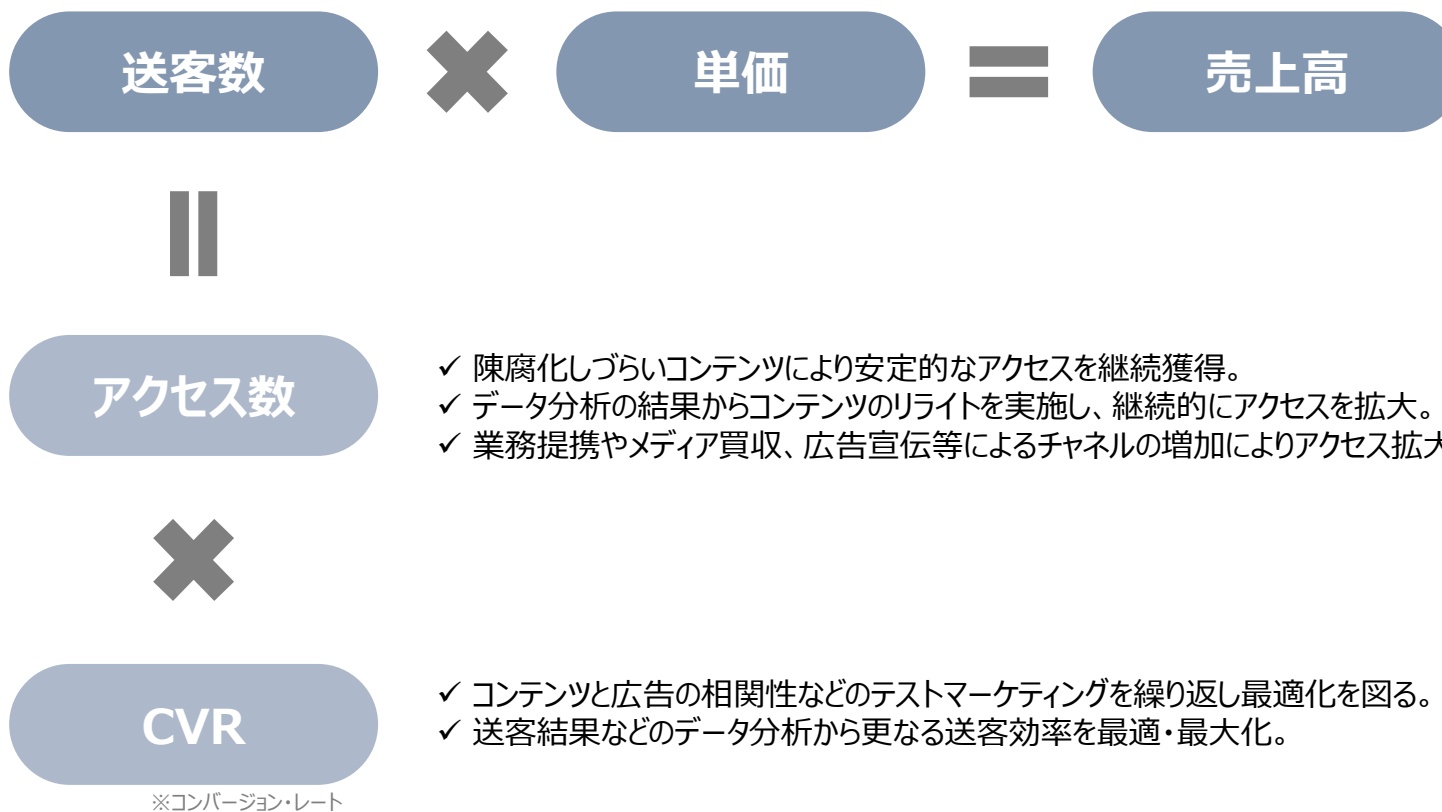 送客数 単価 売上高
アクセス数
✓ 陳腐化しづらいコンテンツにより安定的なアクセスを継続獲得。
✓ データ分析の結果からコンテンツのリライトを実施し、継続的にアクセスを拡大。
✓ 業務提携やメディア買収、広告宣伝等によるチャネルの増加によりアクセス拡大
CVR
✓ コンテンツと広告の相関性などのテストマーケティングを繰り返し最適化を図る。
✓ 送客結果などのデータ分析から更なる送客効率を最適・最大化。
※コンバージョン・レート